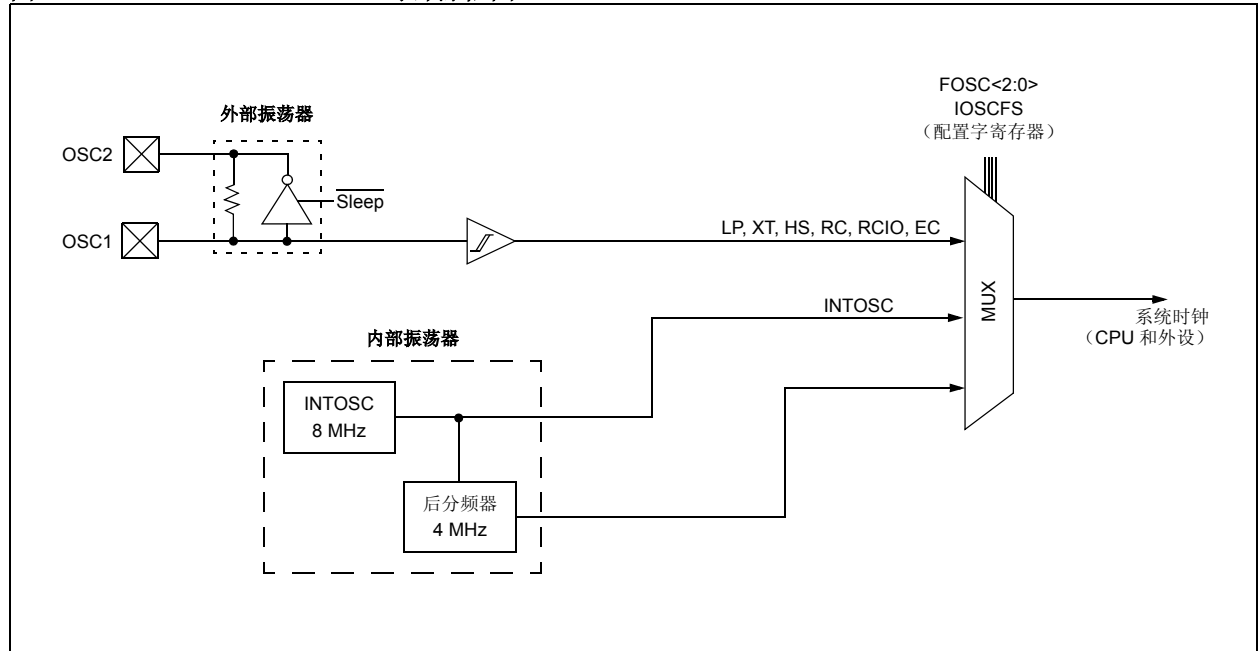 FOSC<2:0>
IOSCFS
（配置字寄存器）
外部振荡器
OSC2
Sleep
OSC1
LP, XT, HS, RC, RCIO, EC
MUX
INTOSC
系统时钟
（CPU 和外设）
内部振荡器
INTOSC
8 MHz
后分频器
4 MHz